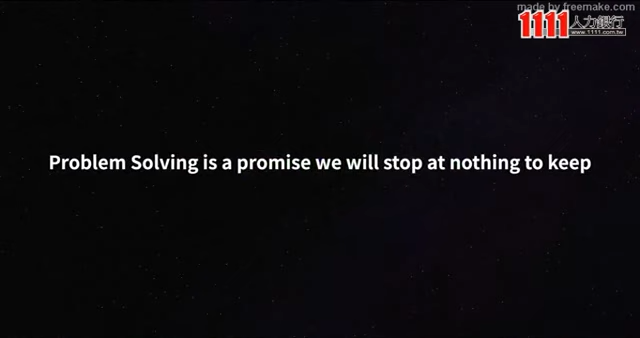 made by freemake.com
1111人力銀行
www.1111.com.tw
Problem Solving is a promise we will stop at nothing to keep